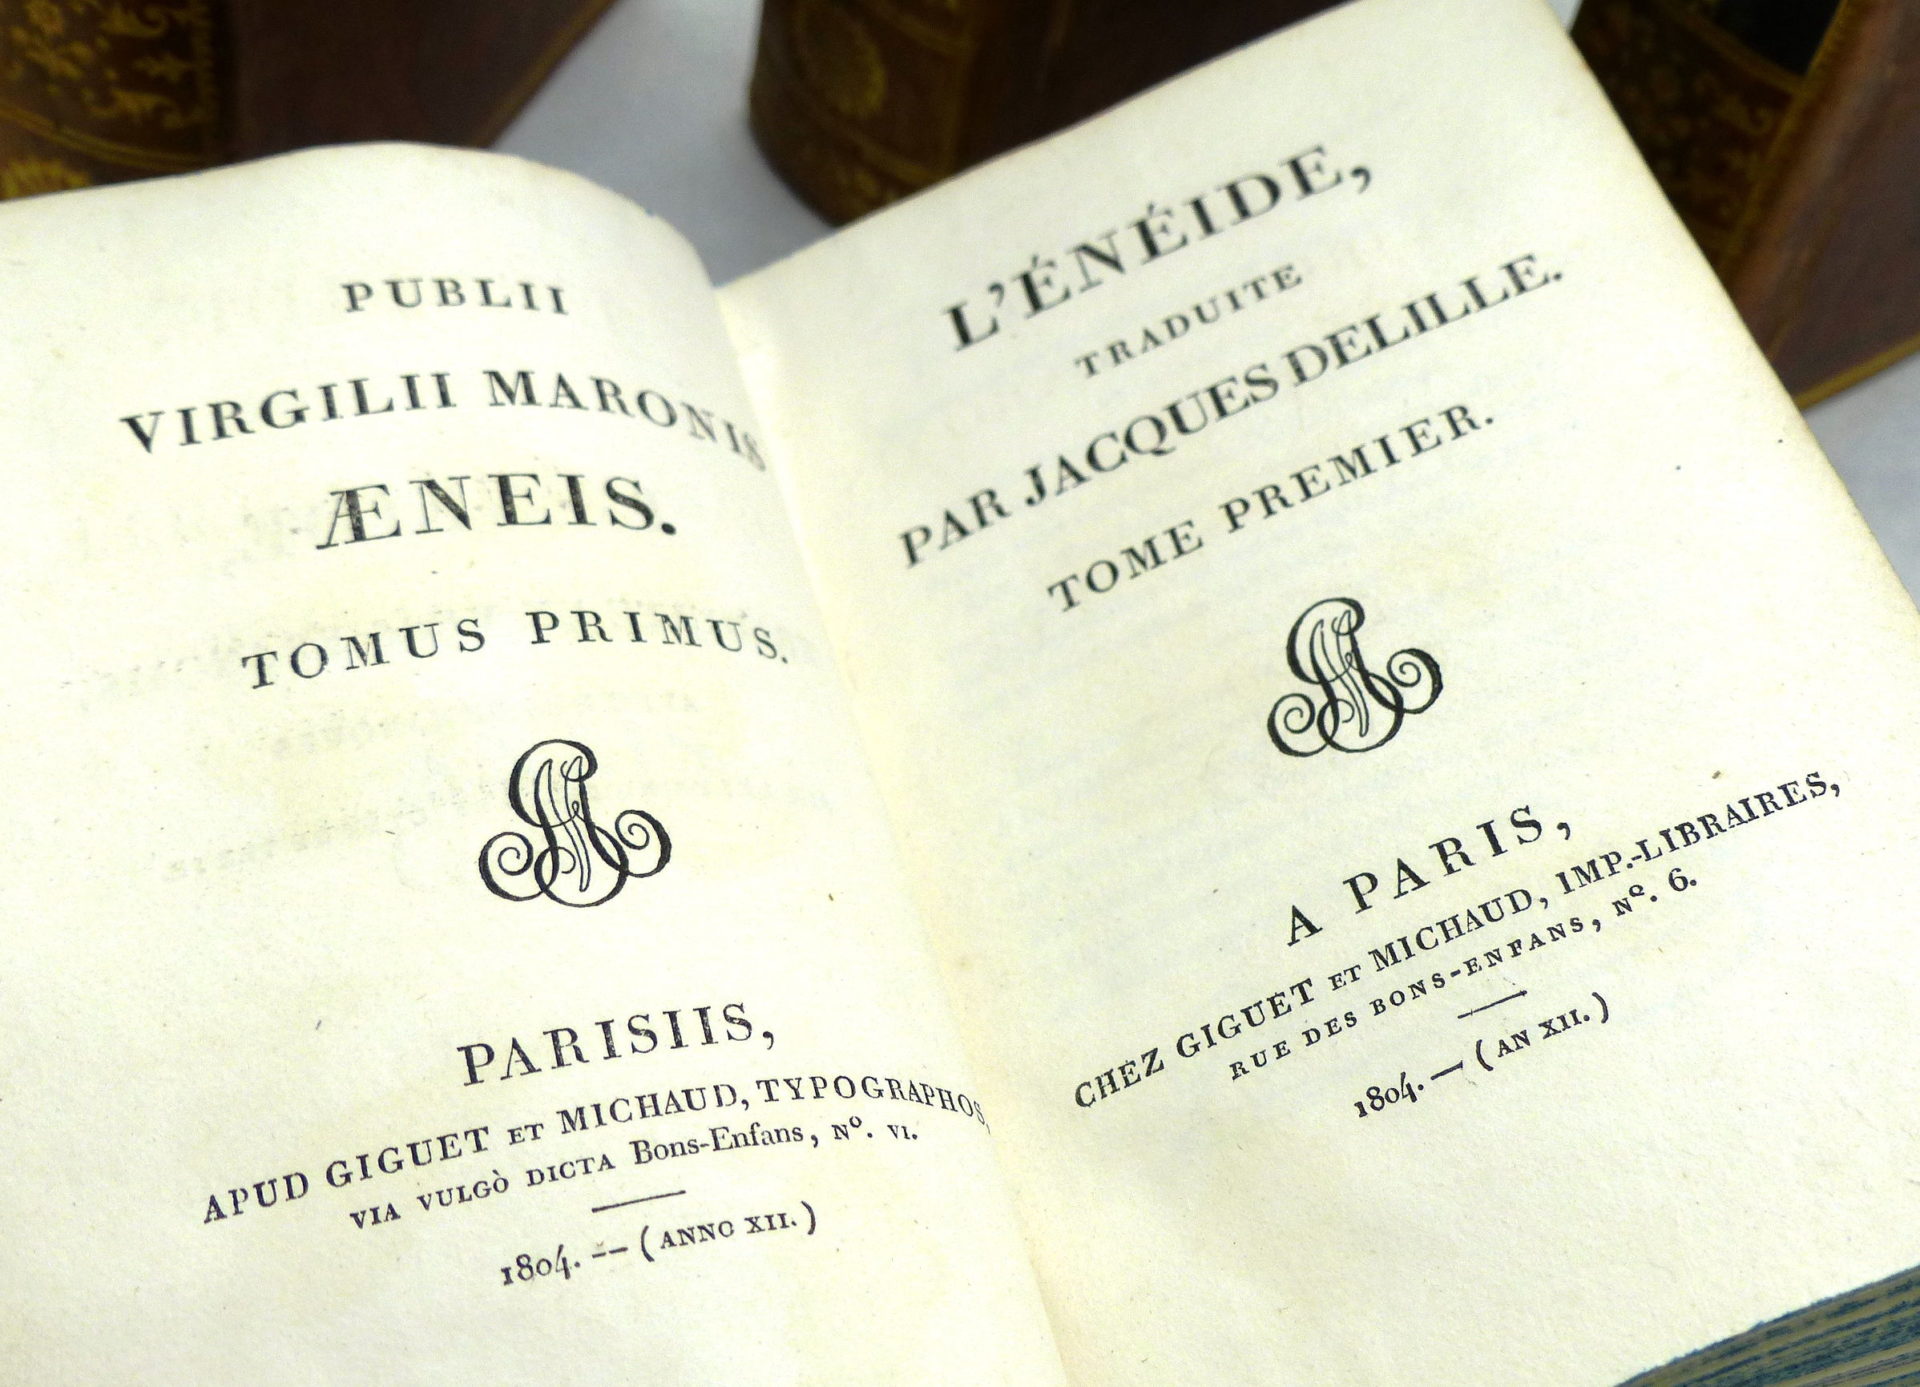 PUBLII
VIRGILII MARONIS
ÆNEIS.
TOMUS PRIMUS.
PARISIIS,
APUD GIGUET ET MICHAUD, TYPOGRAPHOS,
VIA VULGÒ DICTA Bons-Enfans, Nº. VI.
1804. -- (ANNO XII.)
L'ÉNÉIDE,
TRADUITE
PAR JACQUES DELILLE.
TOME PREMIER.
A PARIS,
CHEZ GIGUET ET MICHAUD, IMP.-LIBRAIRES,
RUE DES BONS-ENFANS, Nº. 6.
1804. — (AN XII.)